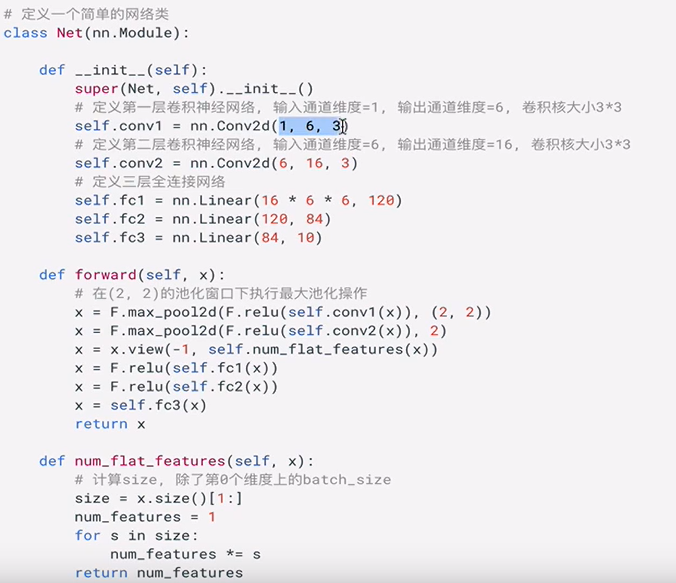 # 定义一个简单的网络类
class Net(nn.Module):
def __init__(self):
super(Net, self).__init__()
# 定义第一层卷积神经网络, 输入通道维度=1, 输出通道维度=6, 卷积核大小3*3
self.conv1 = nn.Conv2d(1, 6, 3)
# 定义第二层卷积神经网络, 输入通道维度=6, 输出通道维度=16, 卷积核大小3*3
self.conv2 = nn.Conv2d(6, 16, 3)
# 定义三层全连接网络
self.fc1 = nn.Linear(16 * 6 * 6, 120)
self.fc2 = nn.Linear(120, 84)
self.fc3 = nn.Linear(84, 10)
def forward(self, x):
# 在(2, 2)的池化窗口下执行最大池化操作
x = F.max_pool2d(F.relu(self.conv1(x)), (2, 2))
x = F.max_pool2d(F.relu(self.conv2(x)), 2)
x = x.view(-1, self.num_flat_features(x))
x = F.relu(self.fc1(x))
x = F.relu(self.fc2(x))
x = self.fc3(x)
return x
def num_flat_features(self, x):
# 计算size, 除了第0个维度上的batch_size
size = x.size()[1:]
num_features = 1
for s in size:
num_features *= s
return num_features